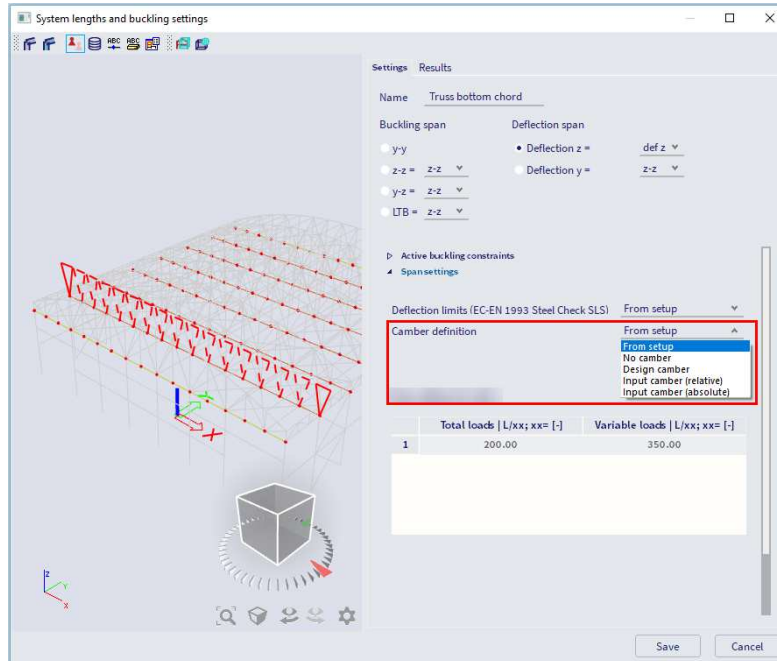 System lengths and buckling settings
ABC ABC
Settings Results
Name Truss bottom chord
Buckling span Deflection span
y-y Deflection z = def z
z-z = z-z Deflection y = z-z
y-z = z-z
LTB = z-z
Active buckling constraints
Span settings
Deflection limits (EC-EN 1993 Steel Check SLS) From setup
Camber definition From setup
From setup
No camber
Design camber
Input camber (relative)
Input camber (absolute)
Total loads | L/xx; xx= [-] Variable loads | L/xx; xx= [-]
1 200.00 350.00
z
Y
X
Save Cancel